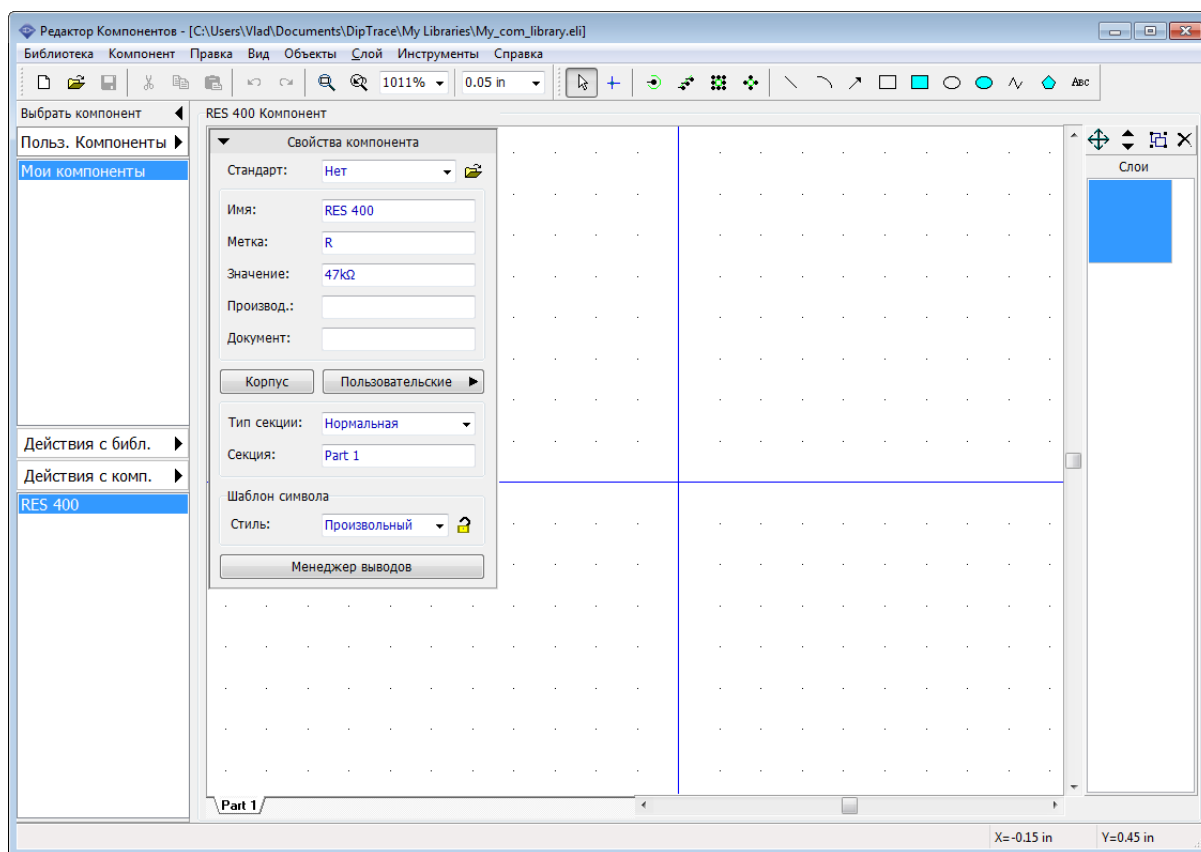 Редактор Компонентов - [C:\Users\Vlad\Documents\DipTrace\My Libraries\My_com_library.eli]
Библиотека Компонент Правка Вид Объекты Слой Инструменты Справка
1011% 0.05 in ABC
Выбрать компонент
RES 400 Компонент
Польз. Компоненты
Мои компоненты
Свойства компонента
Стандарт: Нет
Имя: RES 400
Метка: R
Значение: 47kΩ
Производ.:
Документ:
Корпус Пользовательские
Тип секции: Нормальная
Секция: Part 1
Шаблон символа
Стиль: Произвольный
Менеджер выводов
Слои
Действия с библ.
Действия с комп.
RES 400
Part 1
X=-0.15 in Y=0.45 in